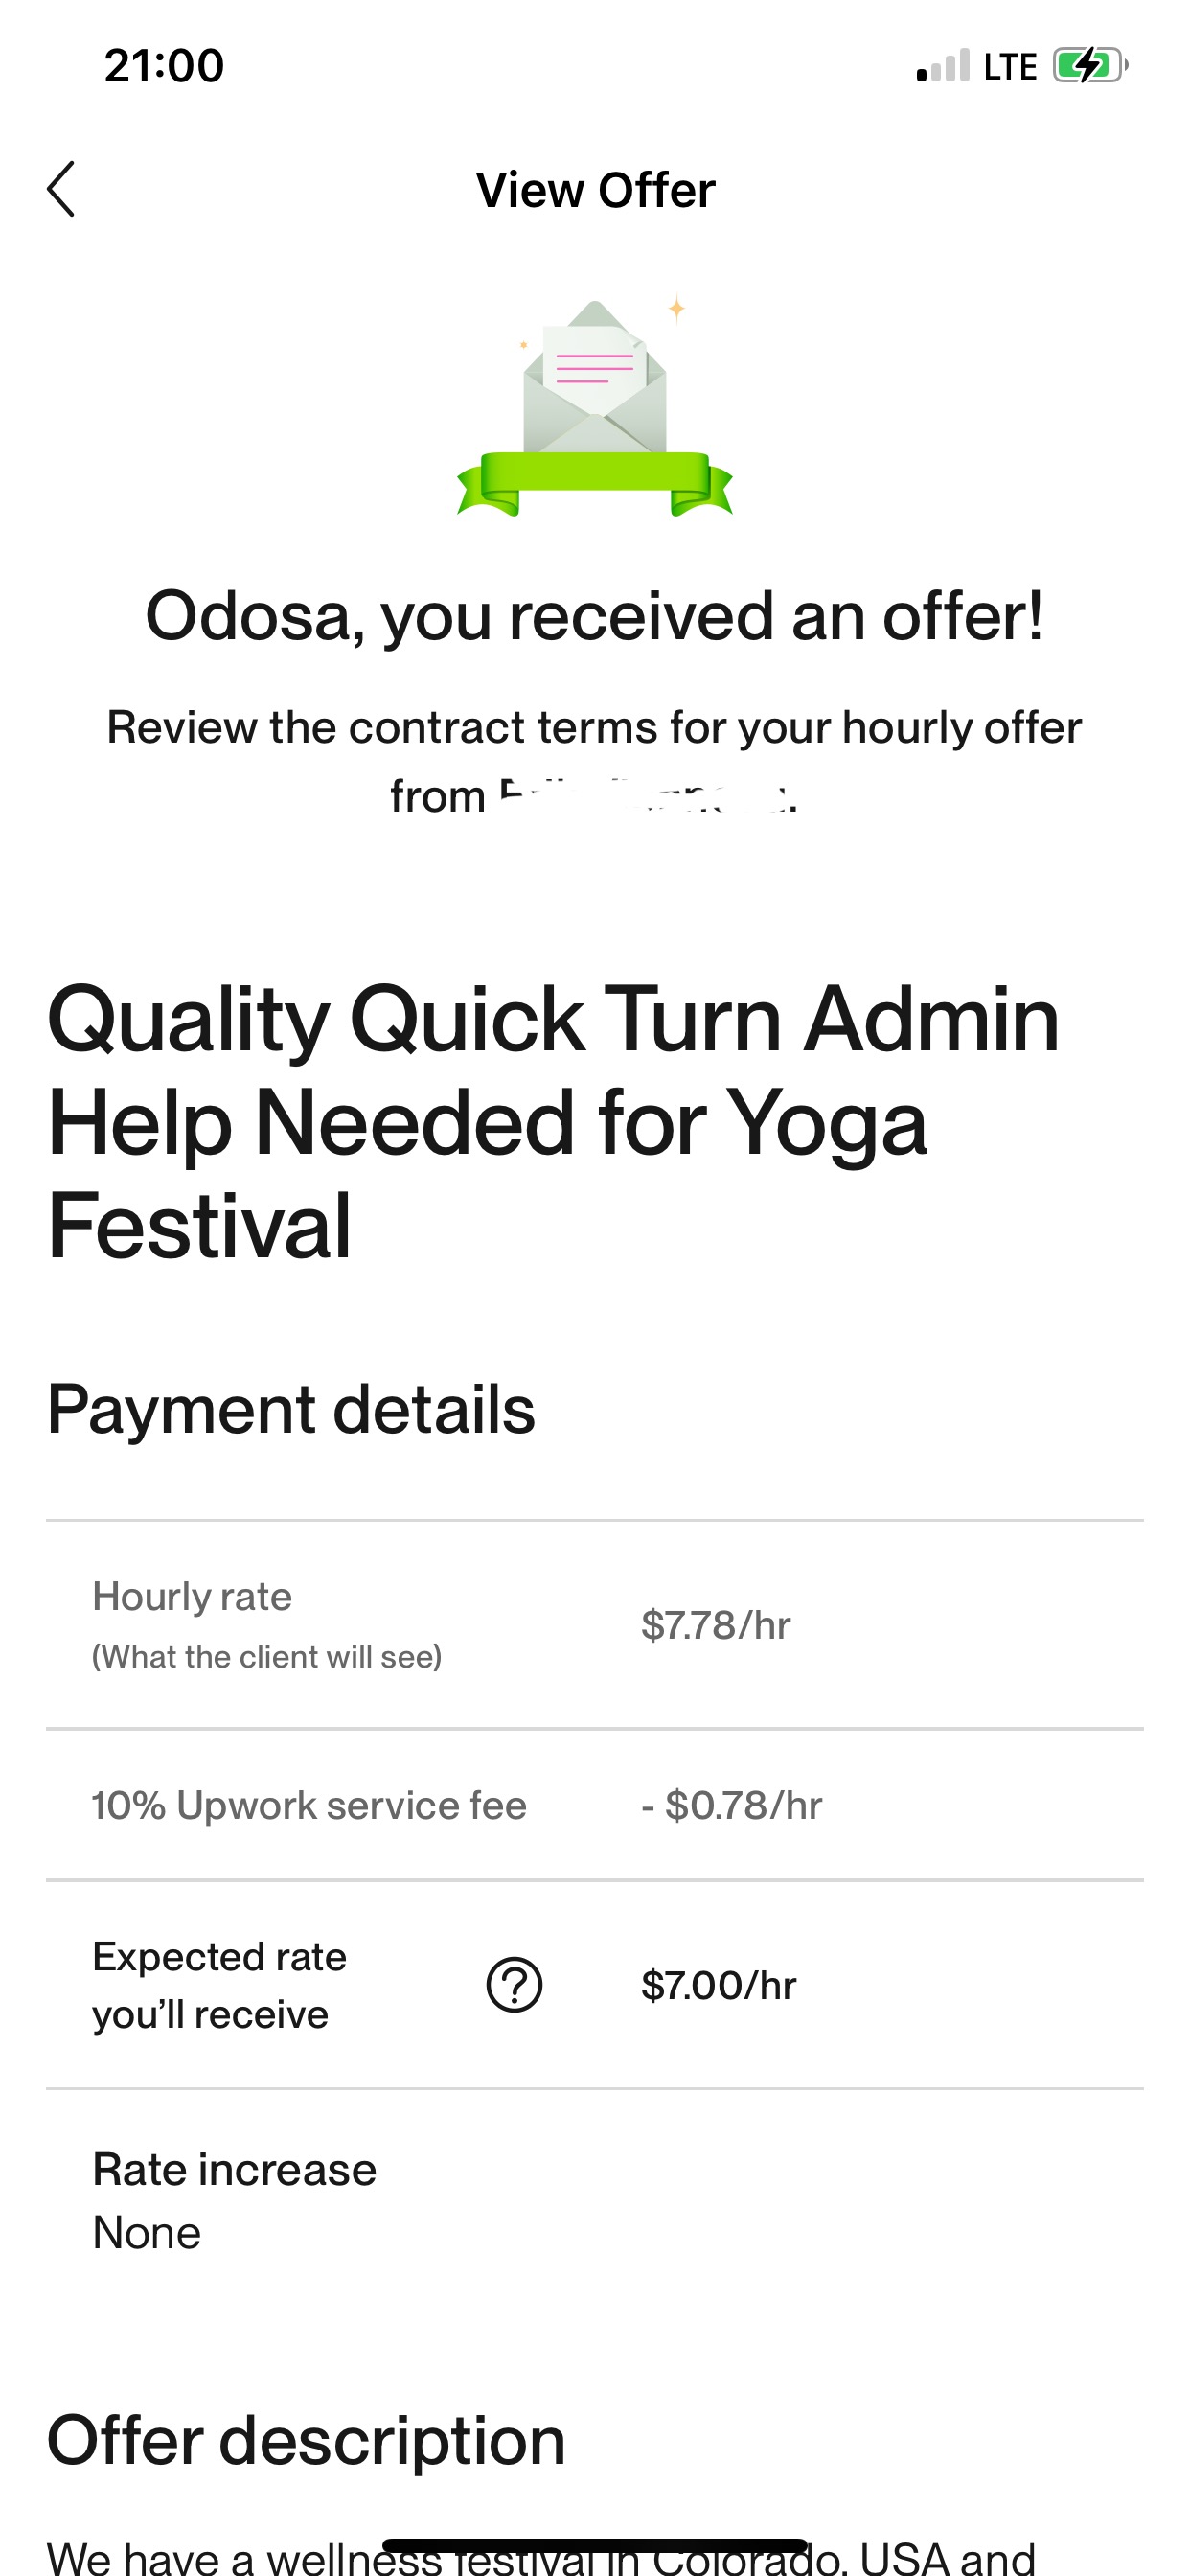 21:00
LTE
View Offer
Odosa, you received an offer!
Review the contract terms for your hourly offer
from
Quality Quick Turn Admin
Help Needed for Yoga
Festival
Payment details
Hourly rate
(What the client will see)
$7.78/hr
10% Upwork service fee
- $0.78/hr
Expected rate
you’ll receive
?
$7.00/hr
Rate increase
None
Offer description
We have a wellness festival in Colorado, USA and